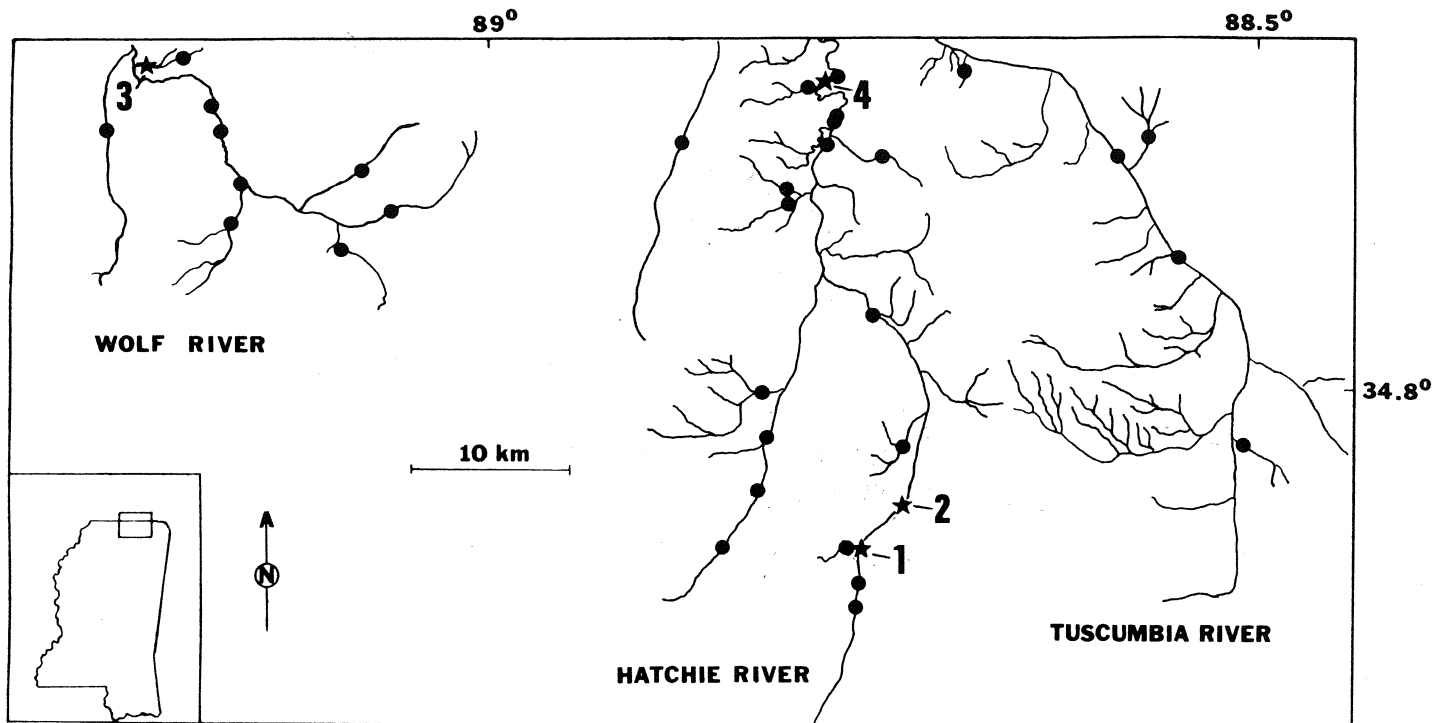 89°
88.5°
3
4
WOLF RIVER
34.8°
10 km
2
1
A
N
TUSCUMBIA RIVER
HATCHIE RIVER